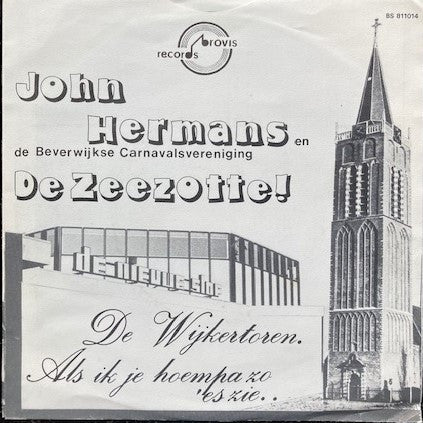 BS 811014
records brovis
John
Hermans en
de Beverwijkse Carnavalsvereniging
De Zeezotte!
De Wijkertoren.
Als ik je hoempa zo
'es zie..